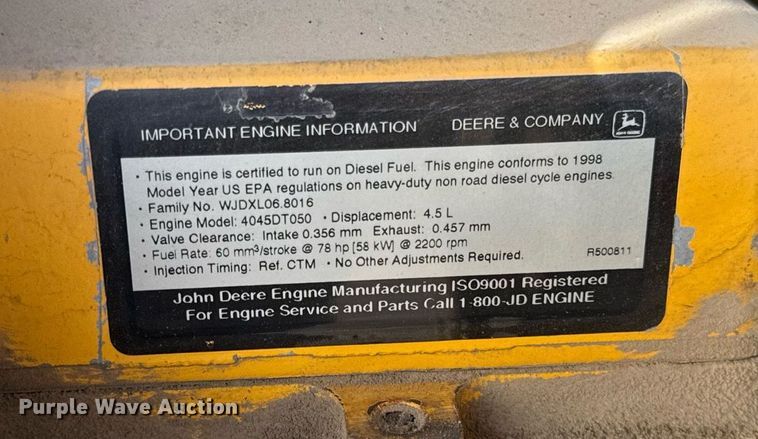 IMPORTANT ENGINE INFORMATION DEERE & COMPANY
JOHN DEERE
• This engine is certified to run on Diesel Fuel. This engine conforms to 1998
Model Year US EPA regulations on heavy-duty non road diesel cycle engines.
• Family No. WJDXL06.8016
• Engine Model: 4045DT050 • Displacement: 4.5 L
• Valve Clearance: Intake 0.356 mm Exhaust: 0.457 mm
• Fuel Rate: 60 mm³/stroke @ 78 hp [58 kW] @ 2200 rpm
• Injection Timing: Ref. CTM • No Other Adjustments Required.
R500811
John Deere Engine Manufacturing ISO9001 Registered
For Engine Service and Parts Call 1-800-JD ENGINE
Purple Wave Auction